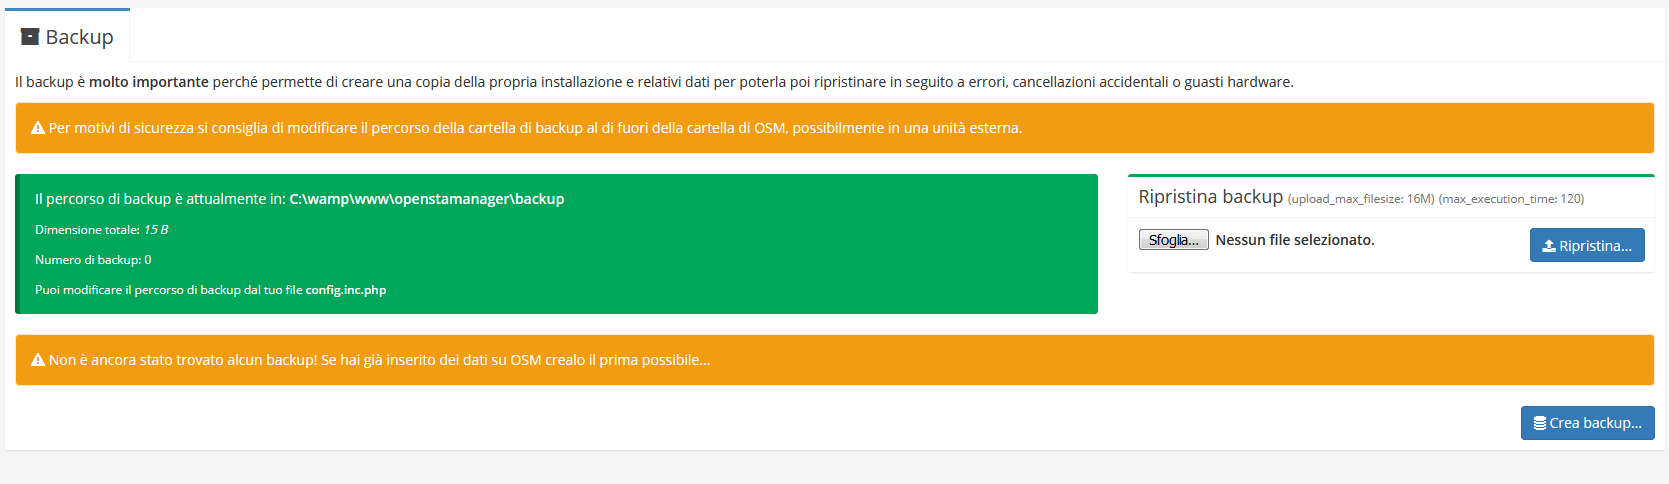 Backup
Il backup è molto importante perché permette di creare una copia della propria installazione e relativi dati per poterla poi ripristinare in seguito a errori, cancellazioni accidentali o guasti hardware.
Per motivi di sicurezza si consiglia di modificare il percorso della cartella di backup al di fuori della cartella di OSM, possibilmente in una unità esterna.
Il percorso di backup è attualmente in: C:\wamp\www\openstamanager\backup
Dimensione totale: 15 B
Numero di backup: 0
Puoi modificare il percorso di backup dal tuo file config.inc.php
Ripristina backup (upload_max_filesize: 16M) (max_execution_time: 120)
Sfoglia... Nessun file selezionato. Ripristina...
Non è ancora stato trovato alcun backup! Se hai già inserito dei dati su OSM crealo il prima possibile...
Crea backup...